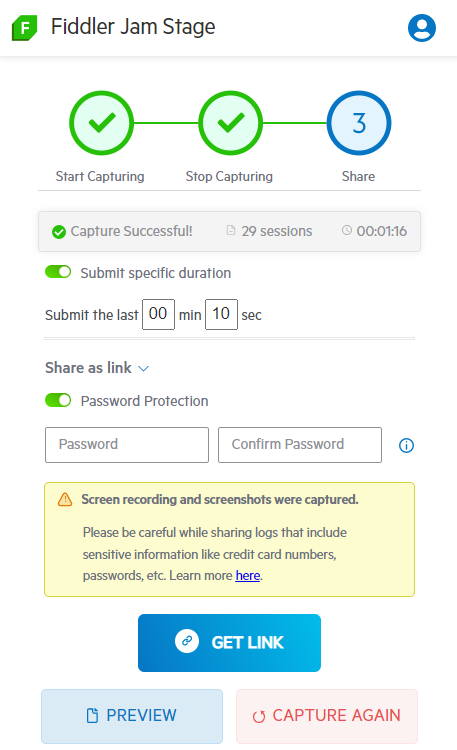 F Fiddler Jam Stage
3
Start Capturing Stop Capturing Share
Capture Successful! 29 sessions 00:01:16
Submit specific duration
Submit the last 00 min 10 sec
Share as link
Password Protection
Password Confirm Password
Screen recording and screenshots were captured.
Please be careful while sharing logs that include
sensitive information like credit card numbers,
passwords, etc. Learn more here.
GET LINK
PREVIEW CAPTURE AGAIN